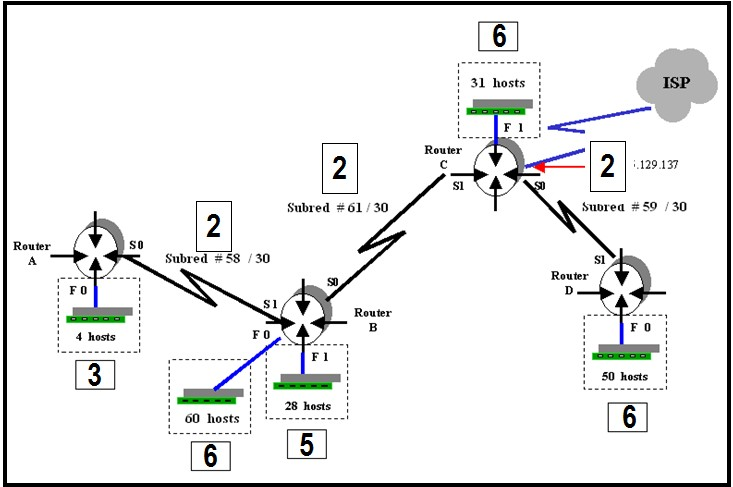 6
31 hosts
ISP
F 1
Router
C
S1
S0
2
.129.137
2
Subred # 61 / 30
Subred # 59 / 30
2
Router
A
S0
Subred # 58 / 30
F 0
4 hosts
3
S0
S1
F 0
Router
B
F 1
60 hosts
28 hosts
6
5
S1
Router
D
F 0
50 hosts
6